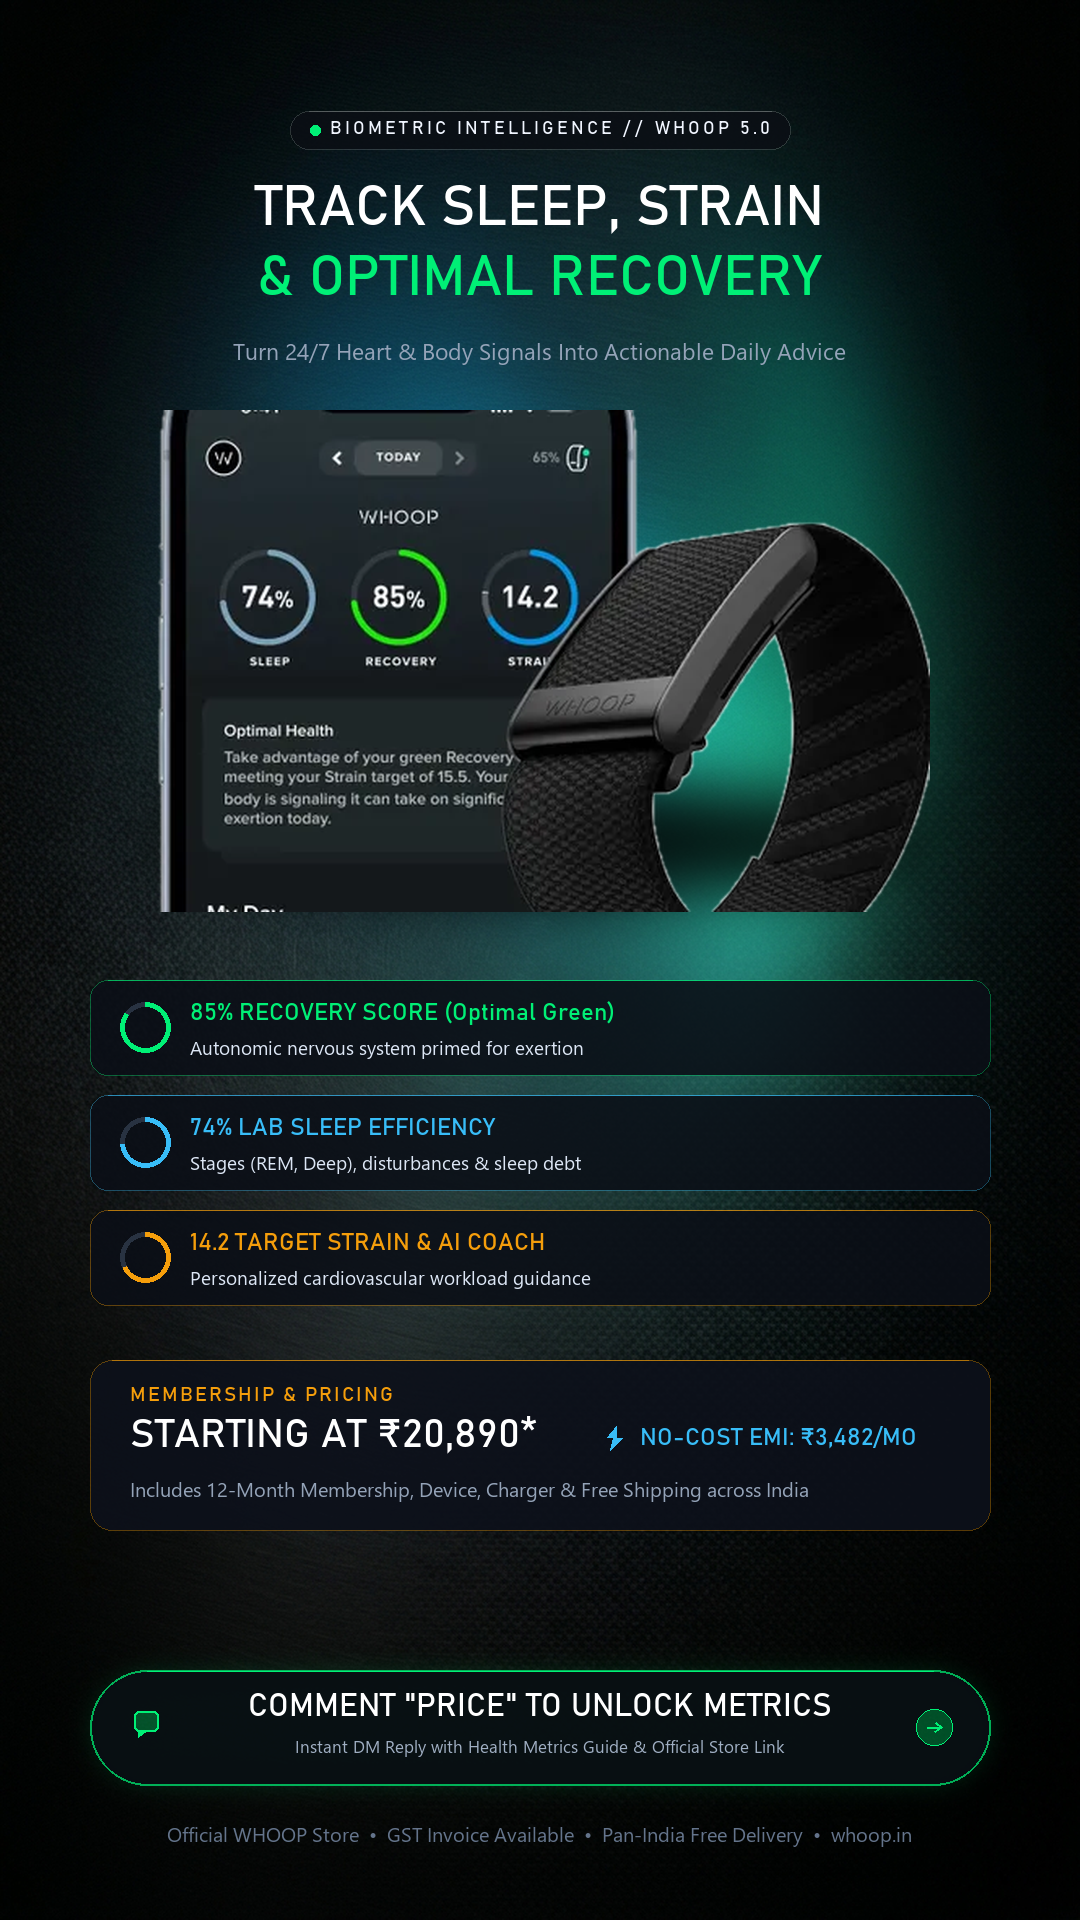 BIOMETRIC INTELLIGENCE // WHOOP 5.0
TRACK SLEEP, STRAIN
& OPTIMAL RECOVERY
Turn 24/7 Heart & Body Signals Into Actionable Daily Advice
W
TODAY
65%
WHOOP
74%
85%
14.2
SLEEP
RECOVERY
Optimal Health
Take advantage of your green Recovery
meeting your Strain target of 15.5. Your
body is signaling it can take on
exertion today.
My Day
WHOOP
85% RECOVERY SCORE (Optimal Green)
Autonomic nervous system primed for exertion
74% LAB SLEEP EFFICIENCY
Stages (REM, Deep), disturbances & sleep debt
14.2 TARGET STRAIN & AI COACH
Personalized cardiovascular workload guidance
MEMBERSHIP & PRICING
STARTING AT ₹20,890*
NO-COST EMI: ₹3,482/MO
Includes 12-Month Membership, Device, Charger & Free Shipping across India
COMMENT "PRICE" TO UNLOCK METRICS
Instant DM Reply with Health Metrics Guide & Official Store Link
Official WHOOP Store • GST Invoice Available • Pan-India Free Delivery • whoop.in